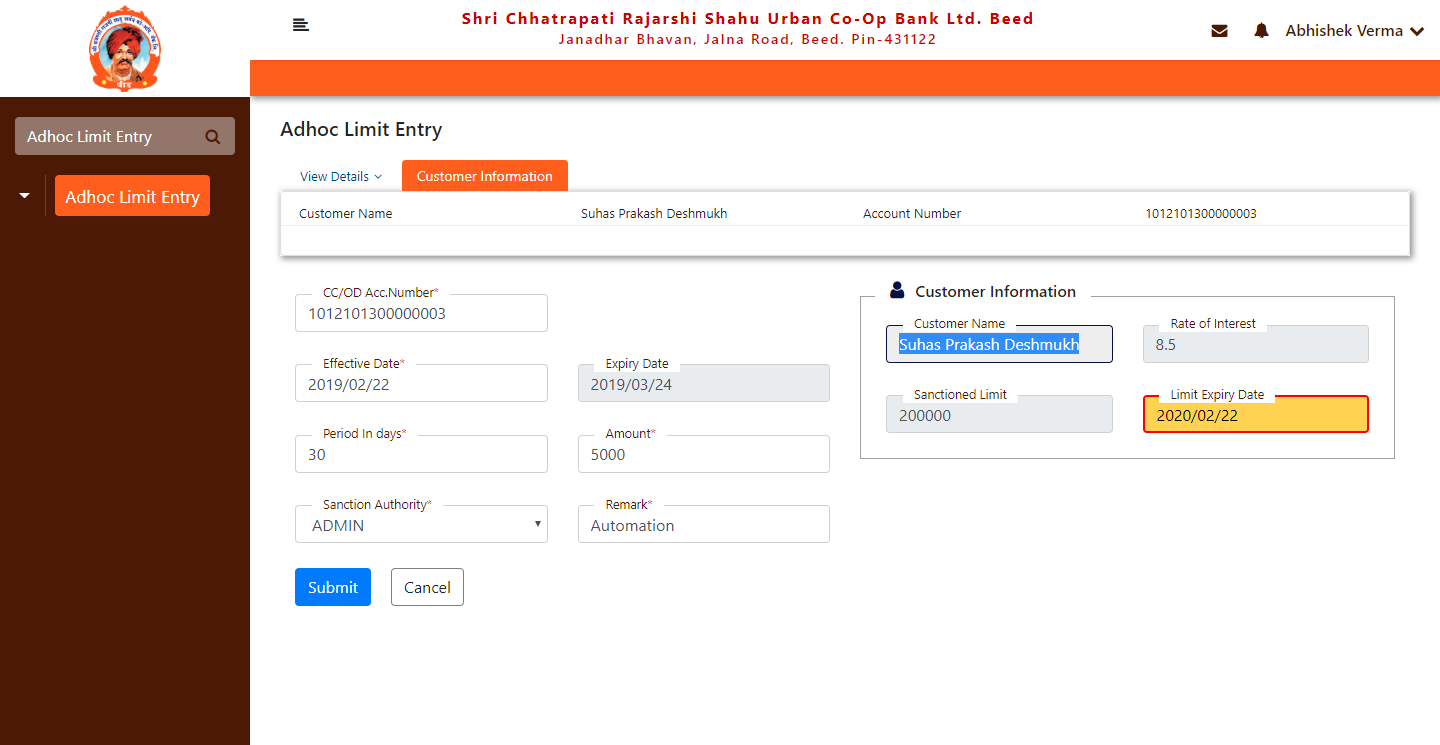 Shri Chhatrapati Rajarshi Shahu Urban Co-Op Bank Ltd. Beed
Janadhar Bhavan, Jalna Road, Beed. Pin-431122
Abhishek Verma
बीड
Adhoc Limit Entry
Adhoc Limit Entry
Adhoc Limit Entry
View Details
Customer Information
Customer Name Suhas Prakash Deshmukh Account Number 1012101300000003
CC/OD Acc.Number*
1012101300000003
Effective Date*
2019/02/22
Expiry Date
2019/03/24
Period In days*
30
Amount*
5000
Sanction Authority*
ADMIN
Remark*
Automation
Submit
Cancel
Customer Information
Customer Name
Suhas Prakash Deshmukh
Rate of Interest
8.5
Sanctioned Limit
200000
Limit Expiry Date
2020/02/22